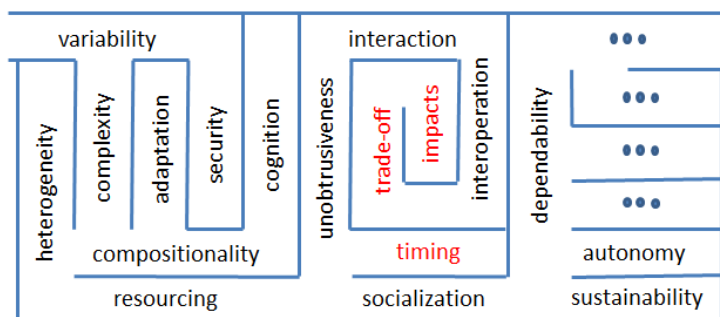 variability
interaction
heterogeneity
complexity
adaptation
security
cognition
unobtrusiveness
trade-off
impacts
interoperation
dependability
compositionality
timing
autonomy
resourcing
socialization
sustainability